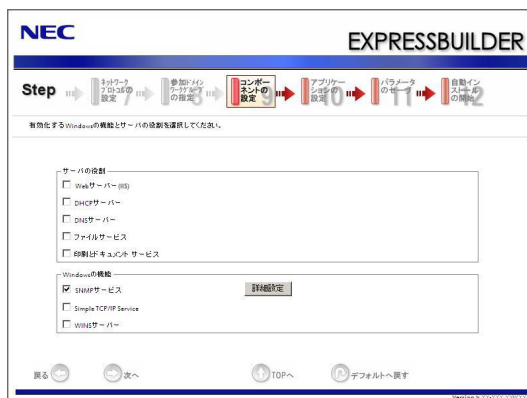 NEC
EXPRESSBUILDER
Step
ネットワークプロトコルの設定 7
参加ドメイン ワークグループの指定 8
コンポーネントの設定 9
アプリケーションの設定 10
パラメータのセーブ 11
自動インストールの開始 12
有効化するWindowsの機能とサーバの役割を選択してください。
サーバの役割
Webサーバー(IIS)
DHCPサーバー
DNSサーバー
ファイルサービス
印刷とドキュメント サービス
Windowsの機能
SNMPサービス 詳細設定
Simple TCP/IP Service
WINSサーバー
戻る 次へ TOPへ デフォルトへ戻す